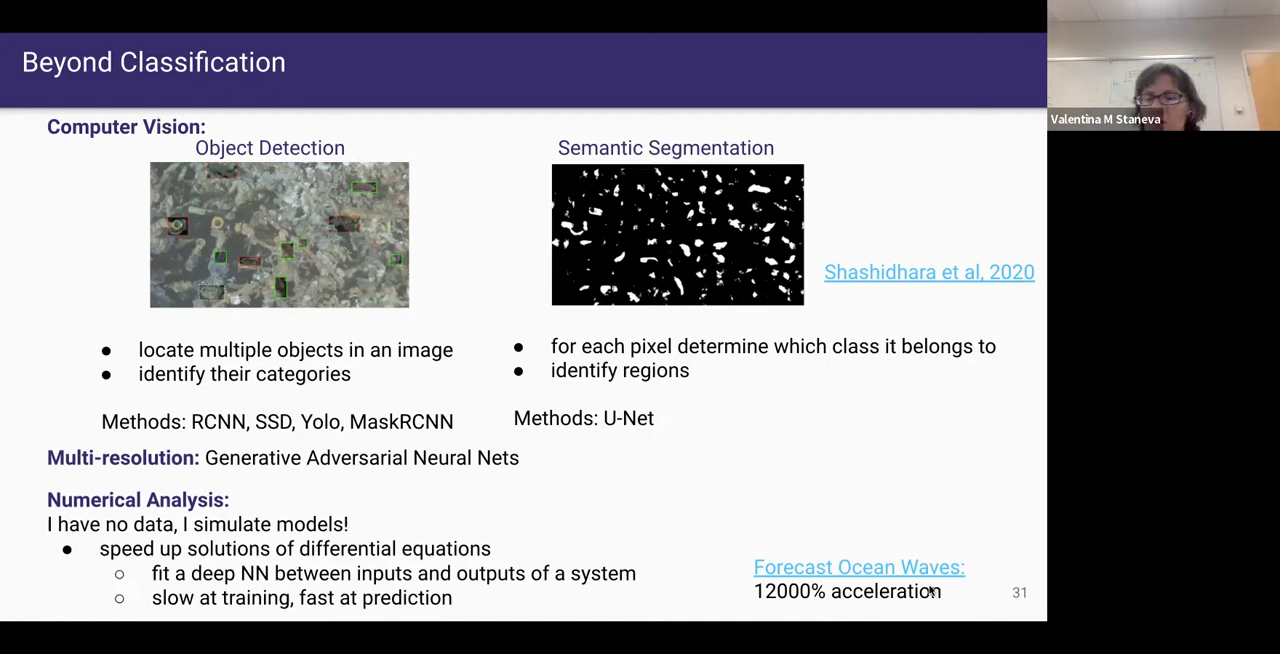 Beyond Classification
Valentina M Staneva
Computer Vision:
Object Detection
Semantic Segmentation
Shashidhara et al, 2020
● locate multiple objects in an image
● identify their categories
Methods: RCNN, SSD, Yolo, MaskRCNN
● for each pixel determine which class it belongs to
● identify regions
Methods: U-Net
Multi-resolution: Generative Adversarial Neural Nets
Numerical Analysis:
I have no data, I simulate models!
● speed up solutions of differential equations
○ fit a deep NN between inputs and outputs of a system
○ slow at training, fast at prediction
Forecast Ocean Waves:
12000% acceleration
31